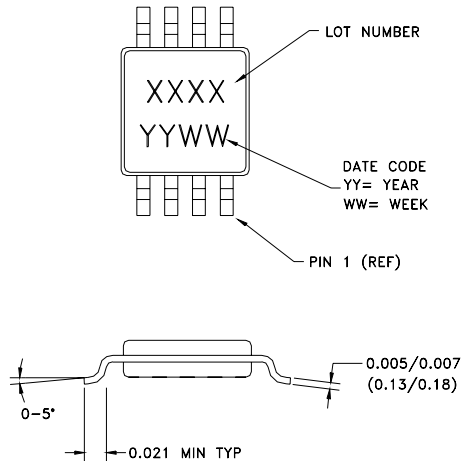 LOT NUMBER
XXXX
YYWW
DATE CODE
YY= YEAR
WW= WEEK
PIN 1 (REF)
0.005/0.007
(0.13/0.18)
0-5°
0.021 MIN TYP